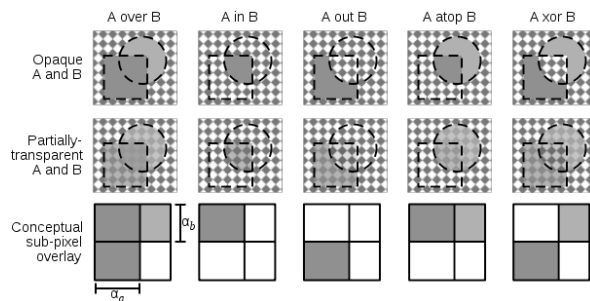 A over B
A in B
A out B
A atop B
A xor B
Opaque
A and B
Partially-
transparent
A and B
Conceptual
sub-pixel
overlay
αb
αa